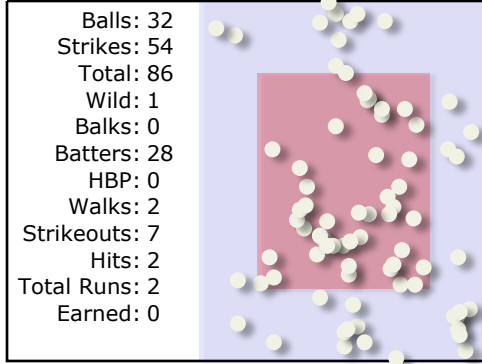 Balls: 32
Strikes: 54
Total: 86
Wild: 1
Balks: 0
Batters: 28
HBP: 0
Walks: 2
Strikeouts: 7
Hits: 2
Total Runs: 2
Earned: 0